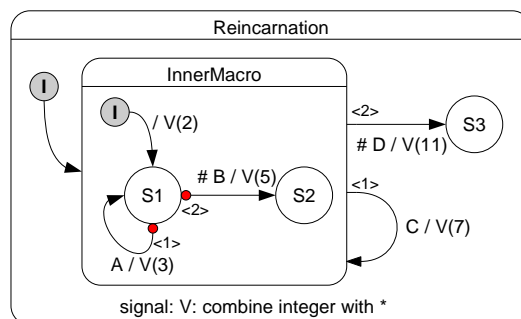 Reincarnation
InnerMacro
I
I
/ V(2)
<2>
S3
# D / V(11)
# B / V(5)
S1
S2
<2>
<1>
<1>
A / V(3)
C / V(7)
signal: V: combine integer with *